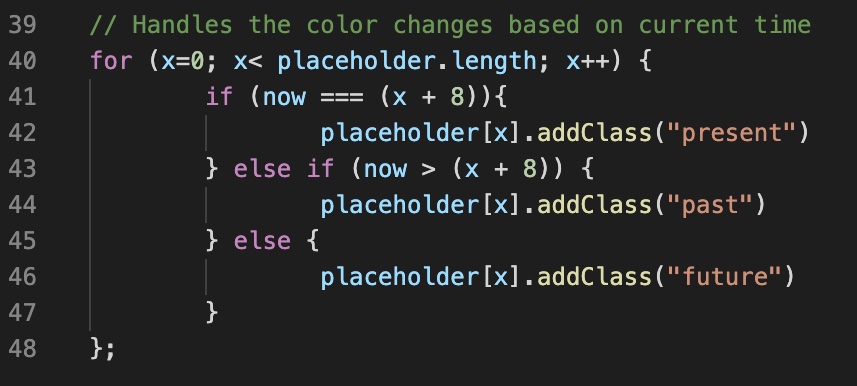 39 // Handles the color changes based on current time
40 for (x=0; x< placeholder.length; x++) {
41 if (now === (x + 8)){
42 placeholder[x].addClass("present")
43 } else if (now > (x + 8)) {
44 placeholder[x].addClass("past")
45 } else {
46 placeholder[x].addClass("future")
47 }
48 };